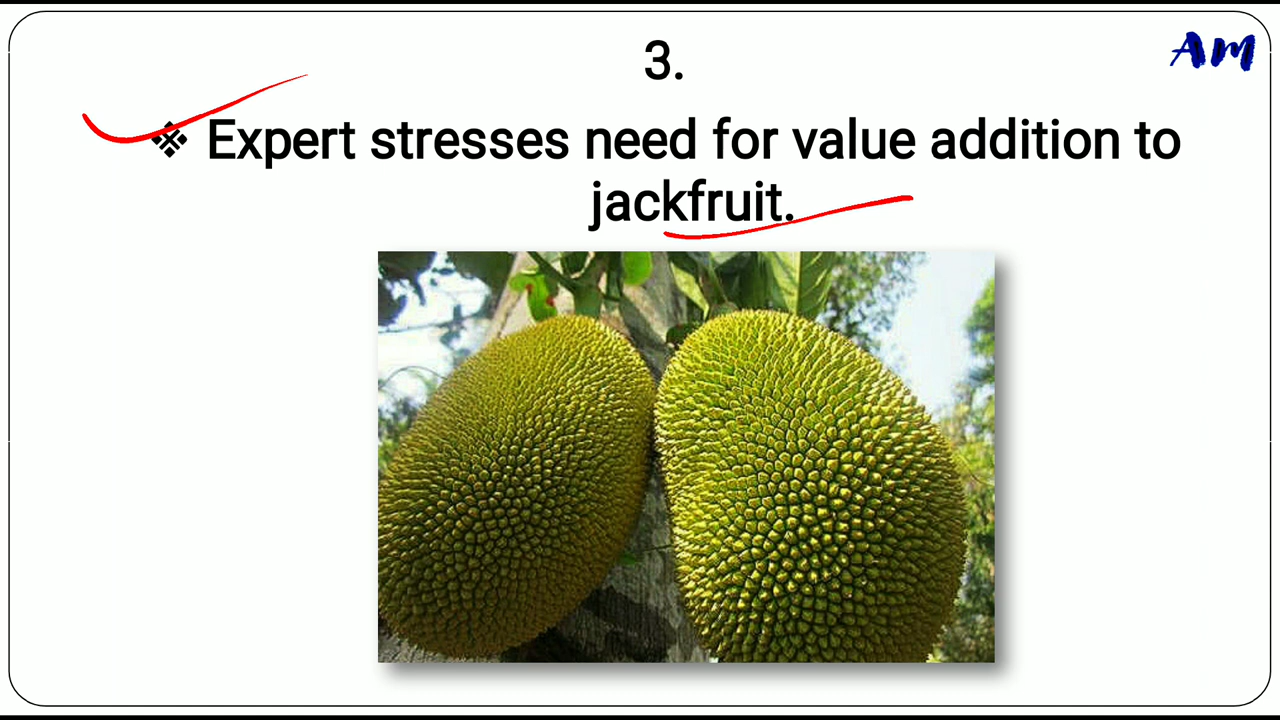 AM
3.
❖ Expert stresses need for value addition to
jackfruit.